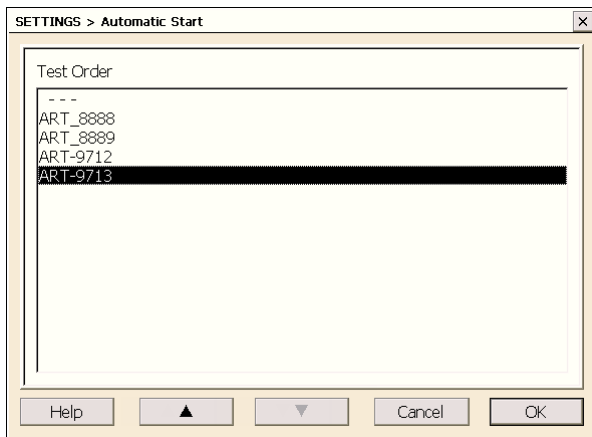 SETTINGS > Automatic Start
Test Order
- - -
ART_8888
ART_8889
ART-9712
ART-9713
Help
Cancel
OK